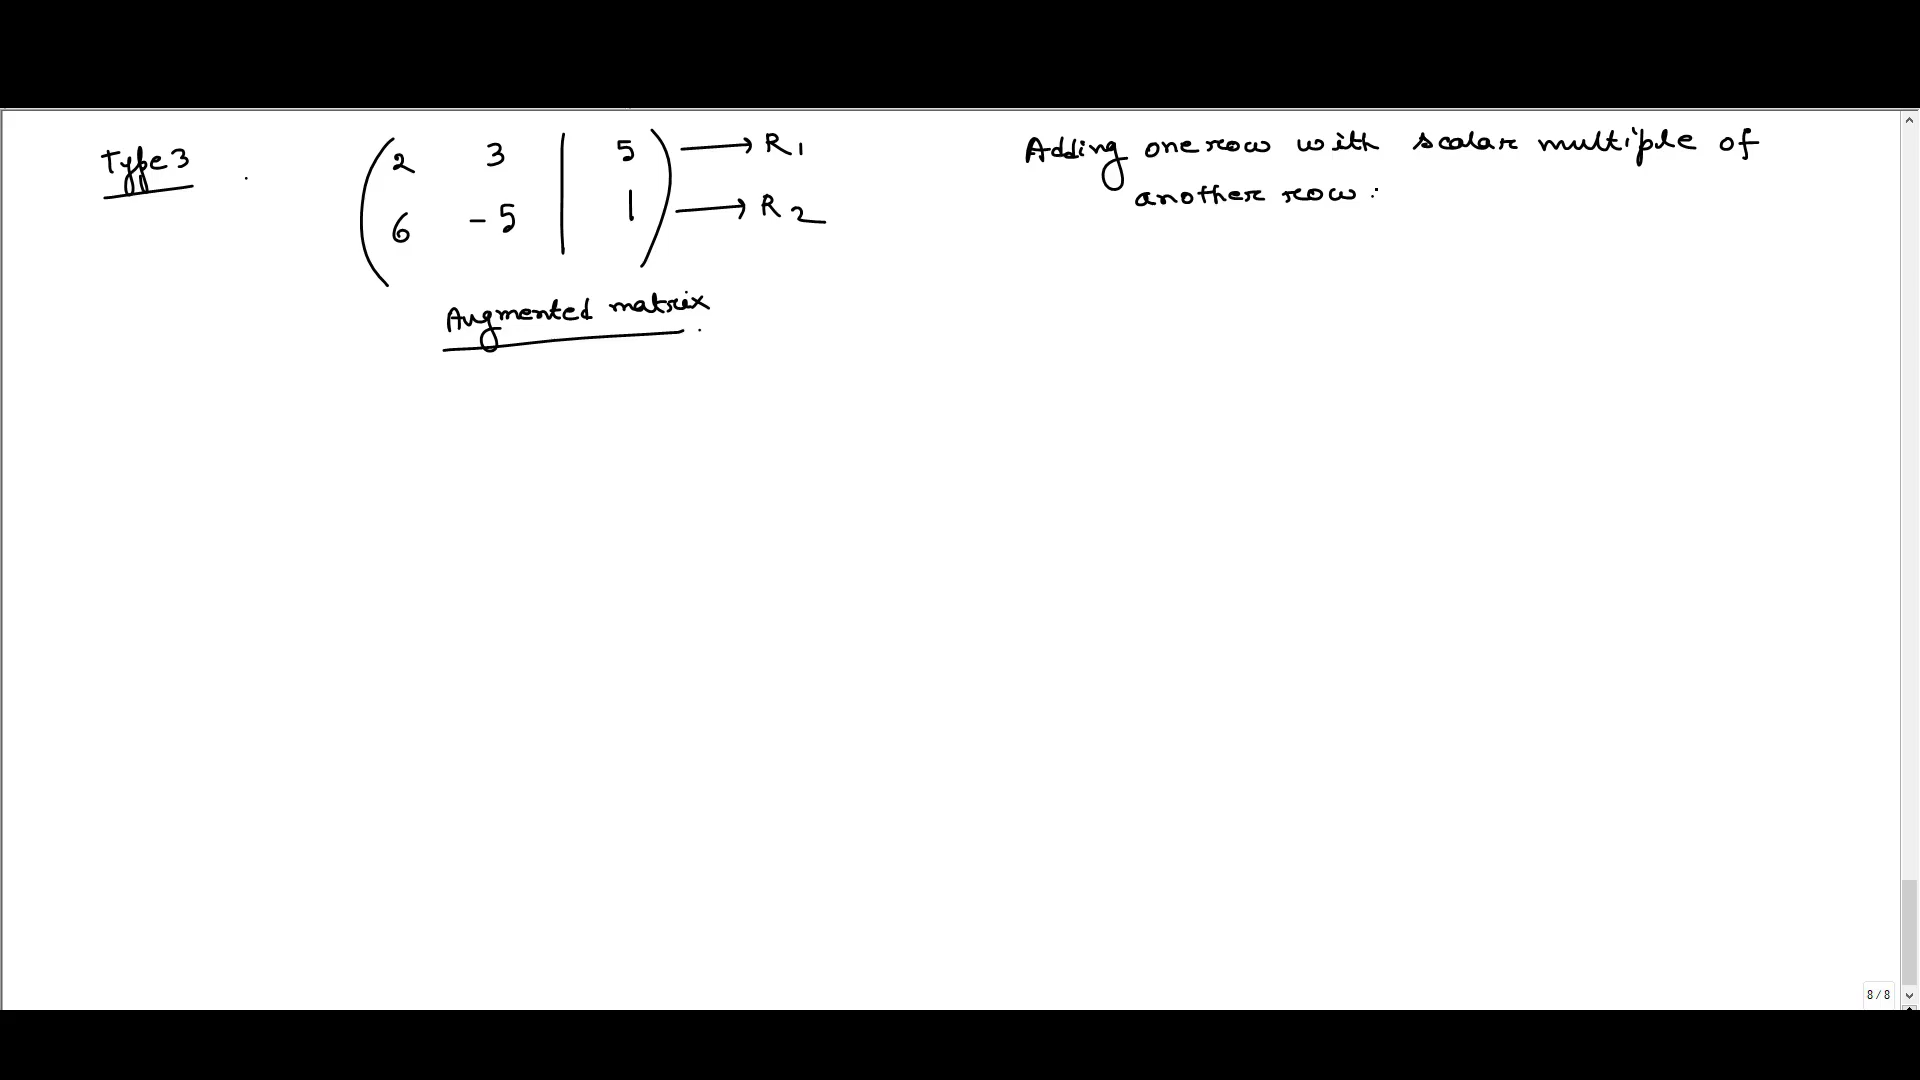 Type 3
2 3 | 5 → R1
6 -5 | 1 → R2
Augmented matrix
Adding one row with scalar multiple of
another row.
8 / 8